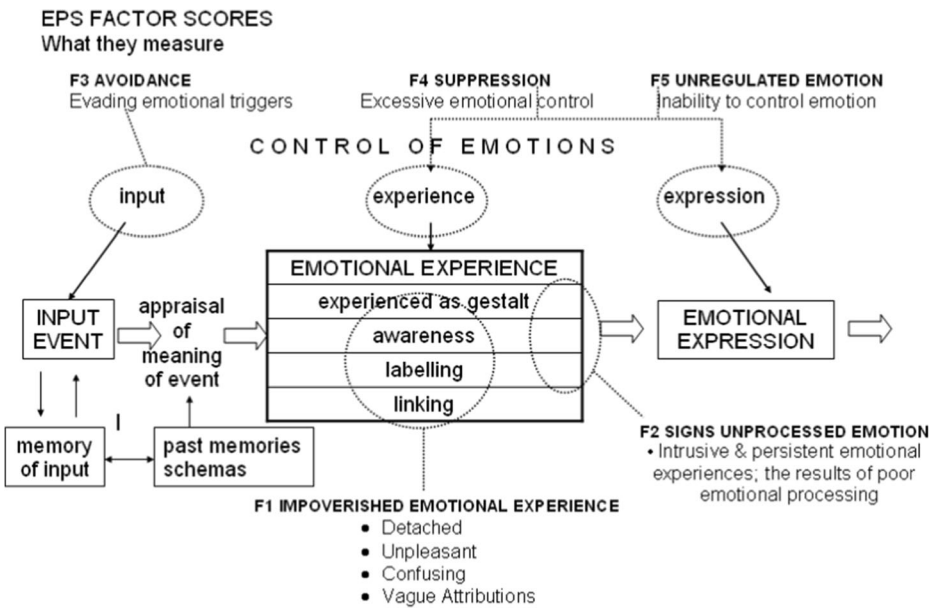 EPS FACTOR SCORES
What they measure
F3 AVOIDANCE
Evading emotional triggers
F4 SUPPRESSION
Excessive emotional control
F5 UNREGULATED EMOTION
Inability to control emotion
CONTROL OF EMOTIONS
input
experience
expression
INPUT
EVENT
appraisal
of
meaning
of event
EMOTIONAL EXPERIENCE
experienced as gestalt
awareness
labelling
linking
EMOTIONAL
EXPRESSION
memory
of input
I
past memories
schemas
F2 SIGNS UNPROCESSED EMOTION
• Intrusive & persistent emotional
experiences; the results of poor
emotional processing
F1 IMPOVERISHED EMOTIONAL EXPERIENCE
• Detached
• Unpleasant
• Confusing
• Vague Attributions